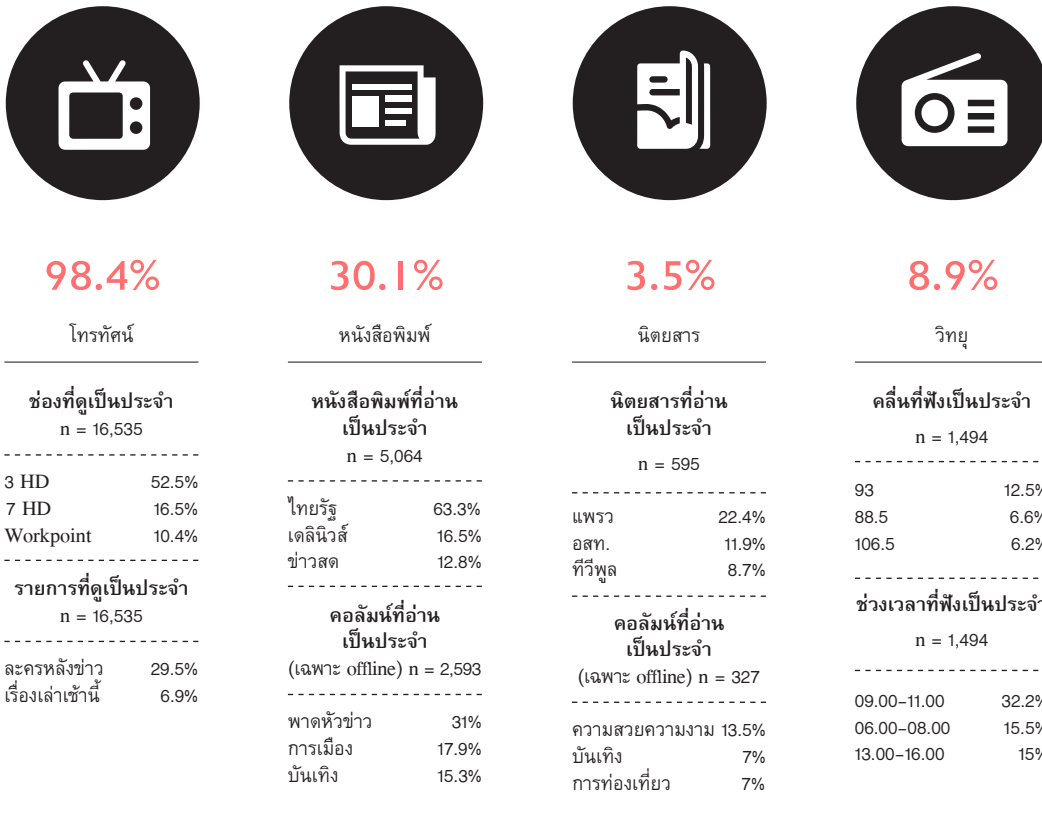 98.4%
โทรทัศน์
ช่องที่ดูเป็นประจำ
n = 16,535
3 HD 52.5%
7 HD 16.5%
Workpoint 10.4%
รายการที่ดูเป็นประจำ
n = 16,535
ละครหลังข่าว 29.5%
เรื่องเล่าเช้านี้ 6.9%
30.1%
หนังสือพิมพ์
หนังสือพิมพ์ที่อ่าน
เป็นประจำ
n = 5,064
ไทยรัฐ 63.3%
เดลินิวส์ 16.5%
ข่าวสด 12.8%
คอลัมน์ที่อ่าน
เป็นประจำ
(เฉพาะ offline) n = 2,593
พาดหัวข่าว 31%
การเมือง 17.9%
บันเทิง 15.3%
3.5%
นิตยสาร
นิตยสารที่อ่าน
เป็นประจำ
n = 595
แพรว 22.4%
อสท. 11.9%
ทีวีพูล 8.7%
คอลัมน์ที่อ่าน
เป็นประจำ
(เฉพาะ offline) n = 327
ความสวยความงาม 13.5%
บันเทิง 7%
การท่องเที่ยว 7%
8.9%
วิทยุ
คลื่นที่ฟังเป็นประจำ
n = 1,494
93 12.5%
88.5 6.6%
106.5 6.2%
ช่วงเวลาที่ฟังเป็นประจำ
n = 1,494
09.00–11.00 32.2%
06.00–08.00 15.5%
13.00–16.00 15%